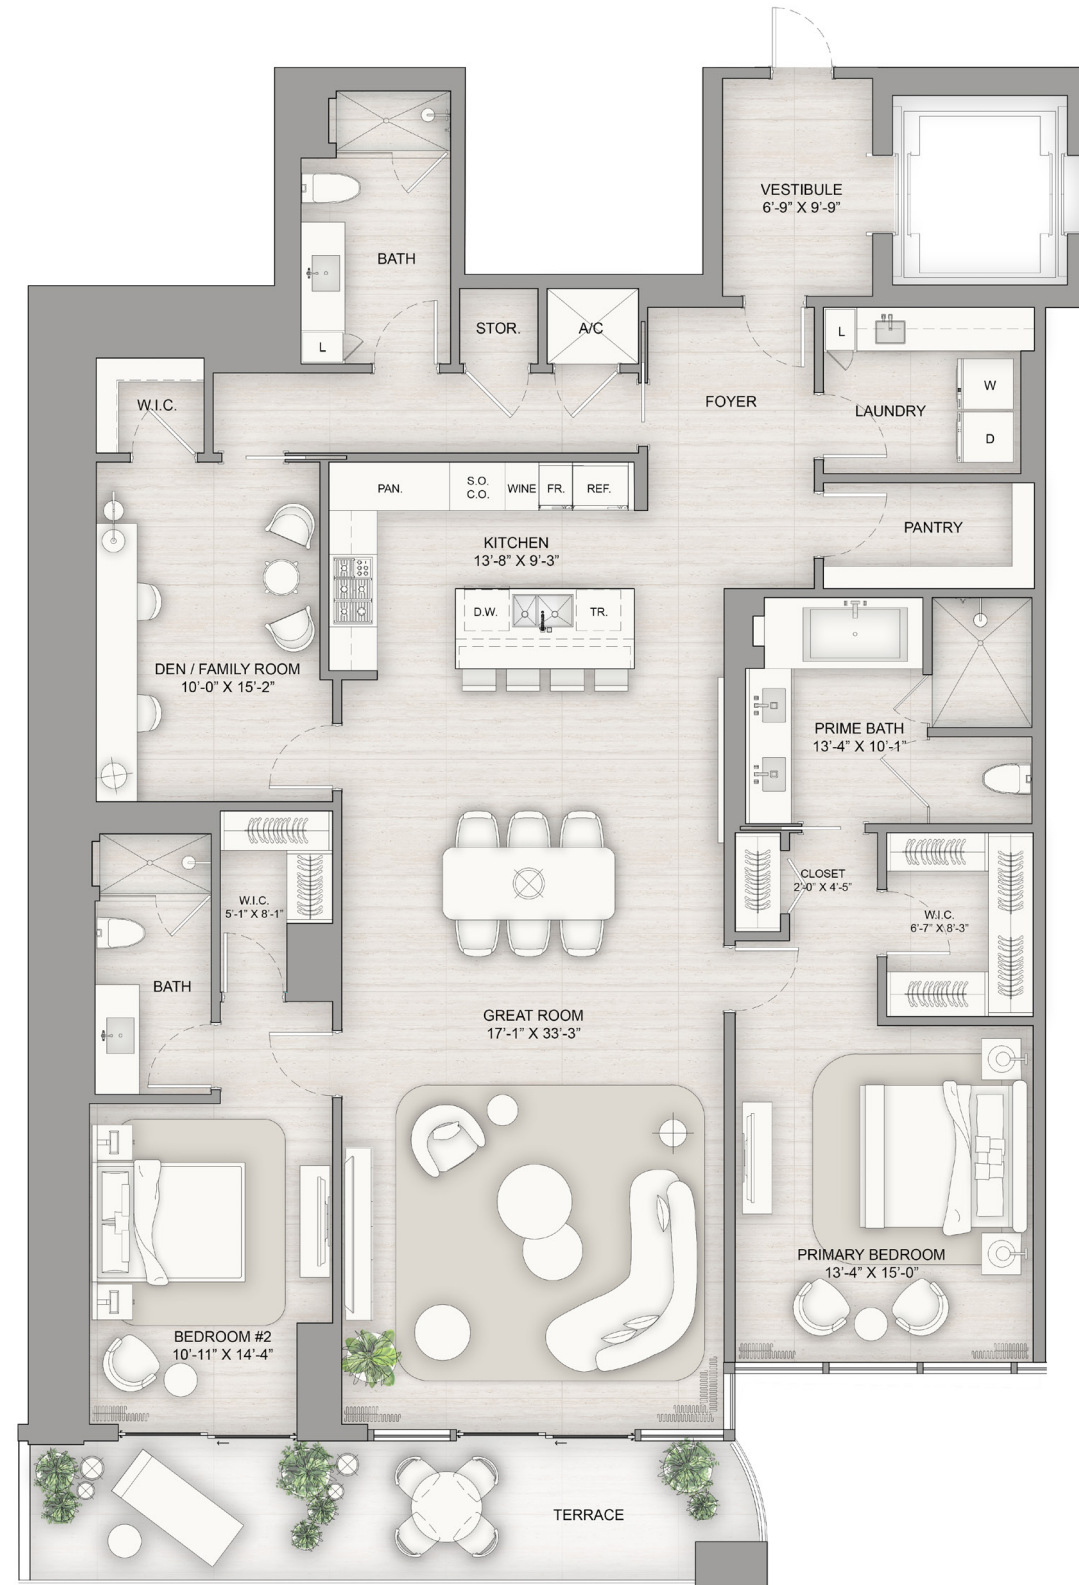 VESTIBULE
6'-9" X 9'-9"
BATH
STOR.
A/C
L
L
W
W.I.C.
FOYER
LAUNDRY
D
PAN.
S.O.
C.O.
WINE
FR.
REF.
PANTRY
KITCHEN
13'-8" X 9'-3"
D.W.
TR.
DEN / FAMILY ROOM
10'-0" X 15'-2"
PRIME BATH
13'-4" X 10'-1"
CLOSET
2'-0" X 4'-5"
W.I.C.
5'-1" X 8'-1"
W.I.C.
6'-7" X 8'-3"
BATH
GREAT ROOM
17'-1" X 33'-3"
PRIMARY BEDROOM
13'-4" X 15'-0"
BEDROOM #2
10'-11" X 14'-4"
TERRACE